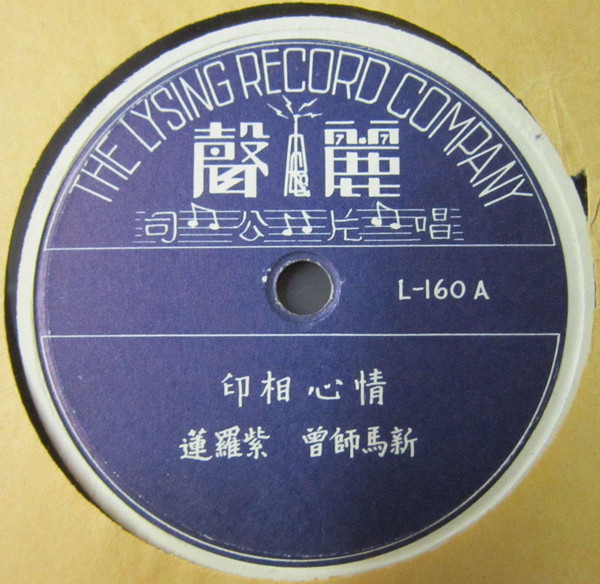 THE LYSING RECORD COMPANY
麗聲
唱片公司
L-160 A
情心相印
新馬師曾 紫羅蓮